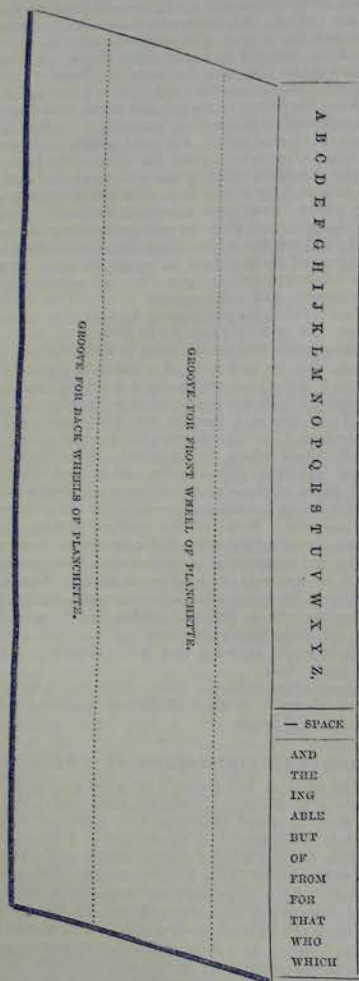 A B C D E F G H I J K L M N O P Q R S T U V W X Y Z.
— SPACE
AND
THE
ING
ABLE
BUT
OF
FROM
FOR
THAT
WHO
WHICH
GROOVE FOR FRONT WHEEL OF PLANCHETTE.
GROOVE FOR BACK WHEELS OF PLANCHETTE.